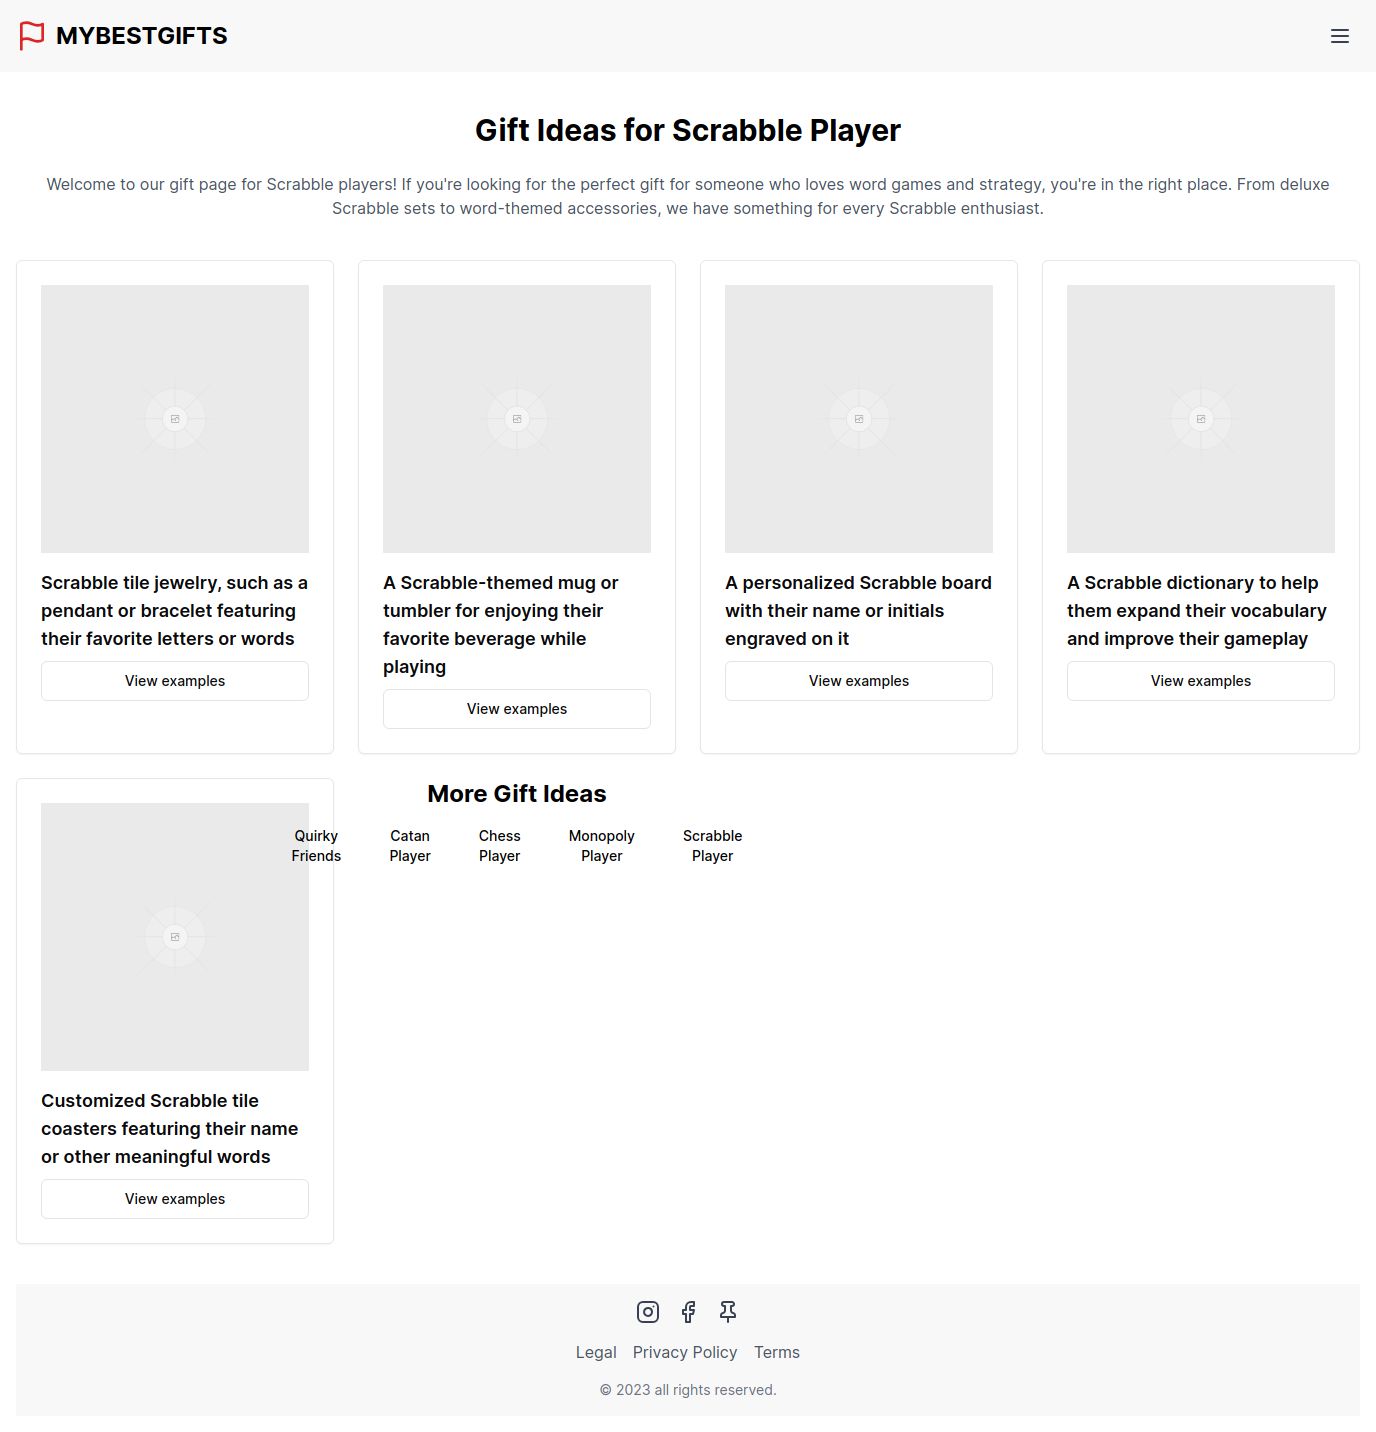 MYBESTGIFTS
Gift Ideas for Scrabble Player
Welcome to our gift page for Scrabble players! If you're looking for the perfect gift for someone who loves word games and strategy, you're in the right place. From deluxe
Scrabble sets to word-themed accessories, we have something for every Scrabble enthusiast.
Scrabble tile jewelry, such as a
pendant or bracelet featuring
their favorite letters or words
View examples
A Scrabble-themed mug or
tumbler for enjoying their
favorite beverage while
playing
View examples
A personalized Scrabble board
with their name or initials
engraved on it
View examples
A Scrabble dictionary to help
them expand their vocabulary
and improve their gameplay
View examples
Customized Scrabble tile
coasters featuring their name
or other meaningful words
View examples
More Gift Ideas
Quirky
Friends
Catan
Player
Chess
Player
Monopoly
Player
Scrabble
Player
Legal Privacy Policy Terms
© 2023 all rights reserved.